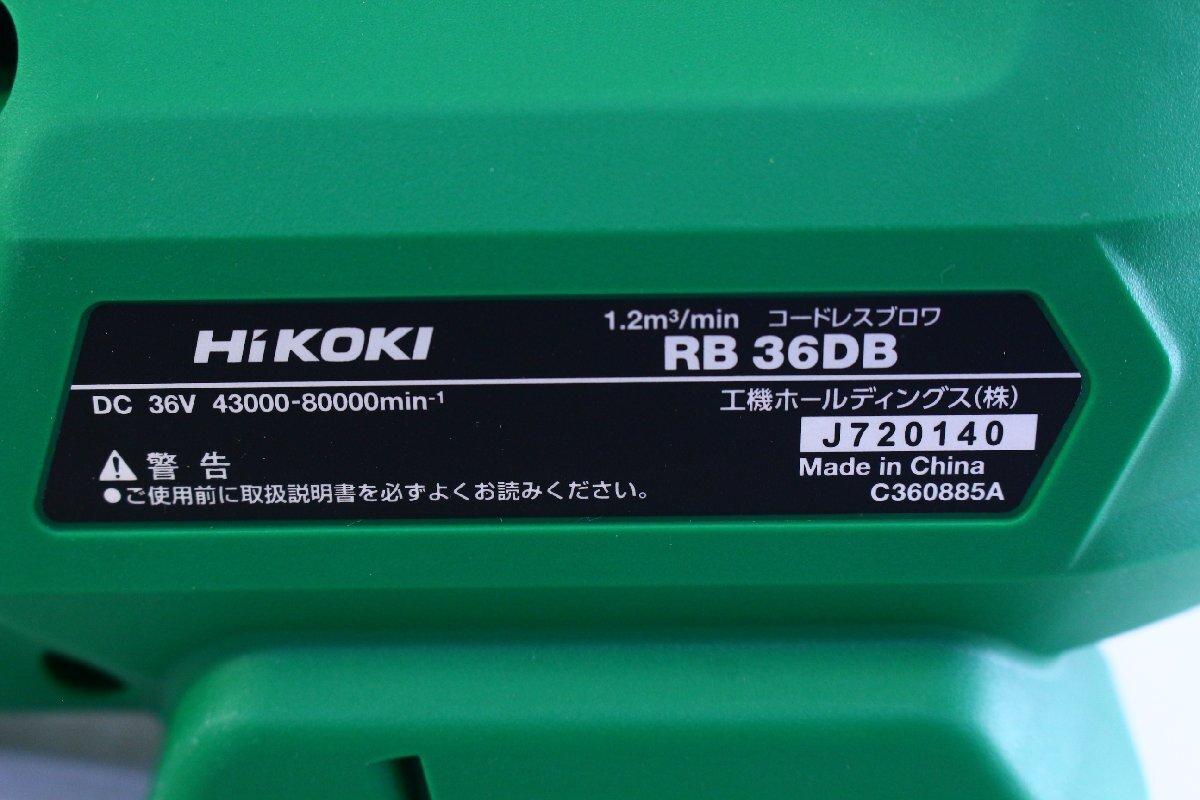 HiKOKI
1.2m³/min コードレスブロワ
RB 36DB
DC 36V 43000-80000min⁻¹
工機ホールディングス(株)
J720140
Made in China
C360885A
警告
●ご使用前に取扱説明書を必ずよくお読みください。